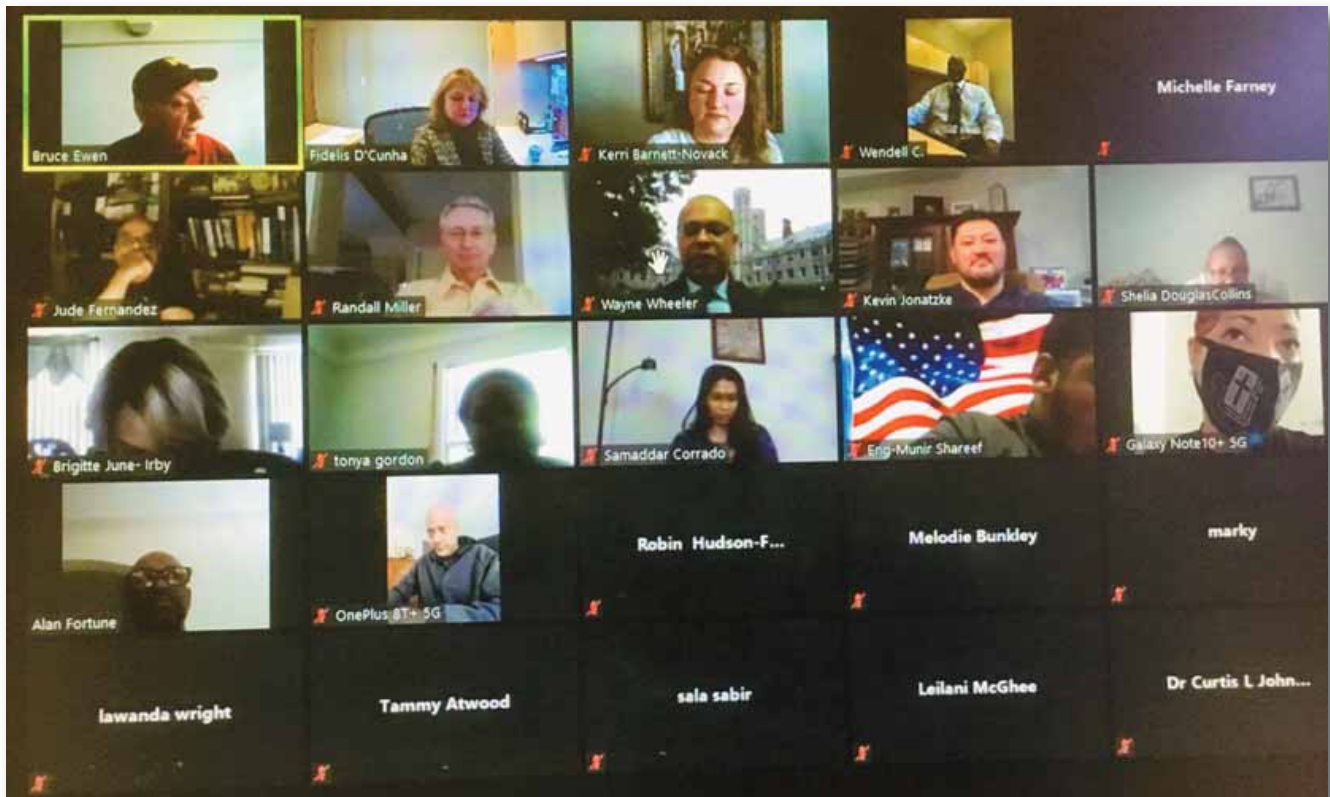 Bruce Ewen
Fidelis D'Cunha
Kerri Barnett-Novack
Wendell C.
Michelle Farney
Jude Fernandez
Randall Miller
Wayne Wheeler
Kevin Jonatzke
Shelia DouglasCollins
Brigitte June- Irby
tonya gordon
Samaddar Corrado
Eng-Munir Shareef
Galaxy Note10+ 5G
Alan Fortune
OnePlus 8T+ 5G
Robin Hudson-F...
Melodie Bunkley
marky
lawanda wright
Tammy Atwood
sala sabir
Leilani McGhee
Dr Curtis L John...